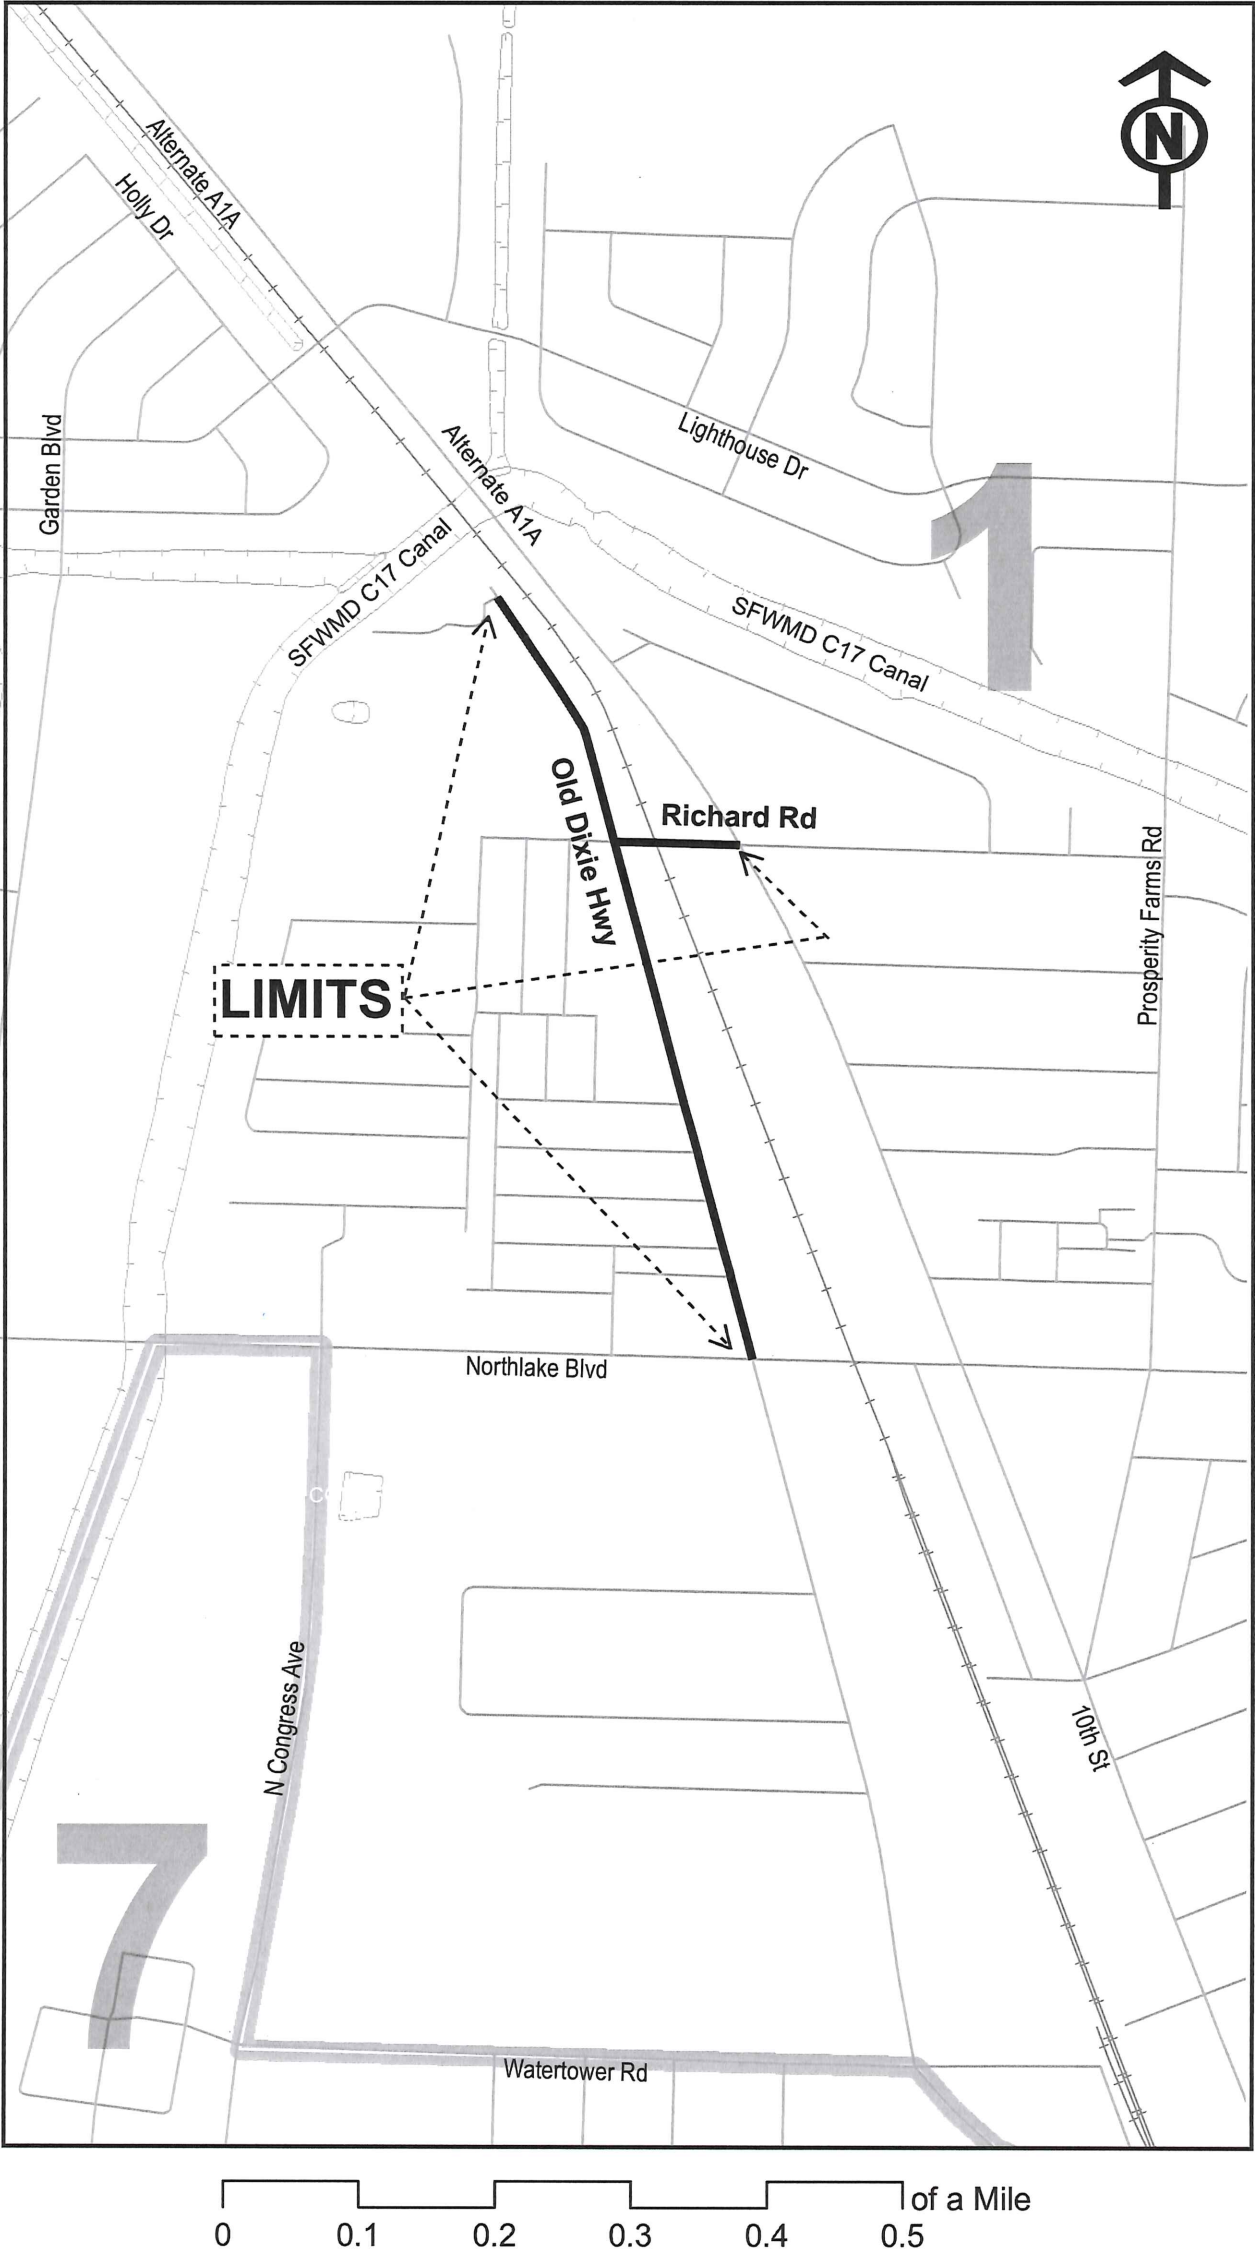 N
Alternate A1A
Holly Dr
Garden Blvd
Alternate A1A
Lighthouse Dr
1
SFWMD C17 Canal
SFWMD C17 Canal
Old Dixie Hwy
Richard Rd
Prosperity Farms Rd
LIMITS
Northlake Blvd
N Congress Ave
10th St
7
Watertower Rd
of a Mile
0 0.1 0.2 0.3 0.4 0.5